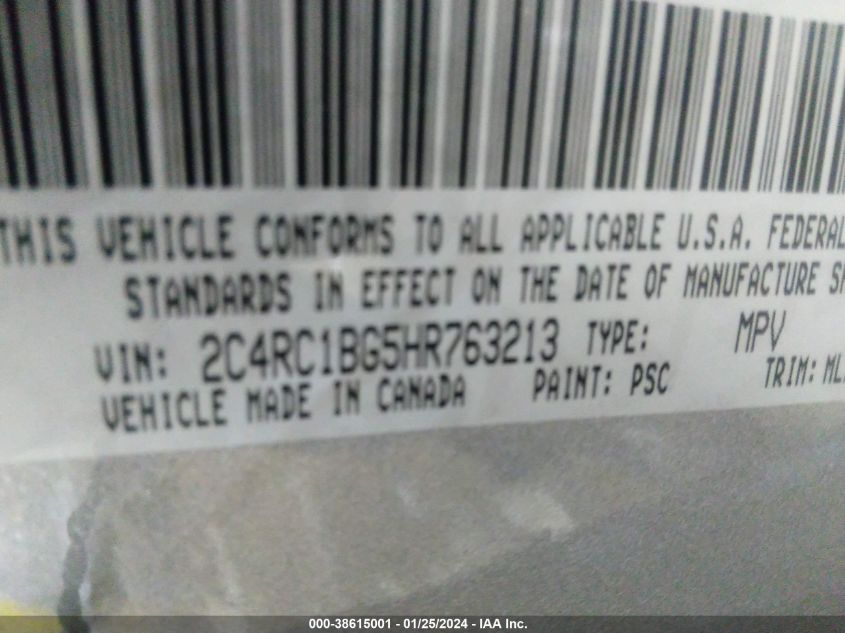 THIS VEHICLE CONFORMS TO ALL APPLICABLE U.S.A. FEDERAL
STANDARDS IN EFFECT ON THE DATE OF MANUFACTURE
VIN: 2C4RC1BG5HR763213 TYPE: MPV
VEHICLE MADE IN CANADA PAINT: PSC TRIM:
000-38615001 - 01/25/2024 - IAA Inc.